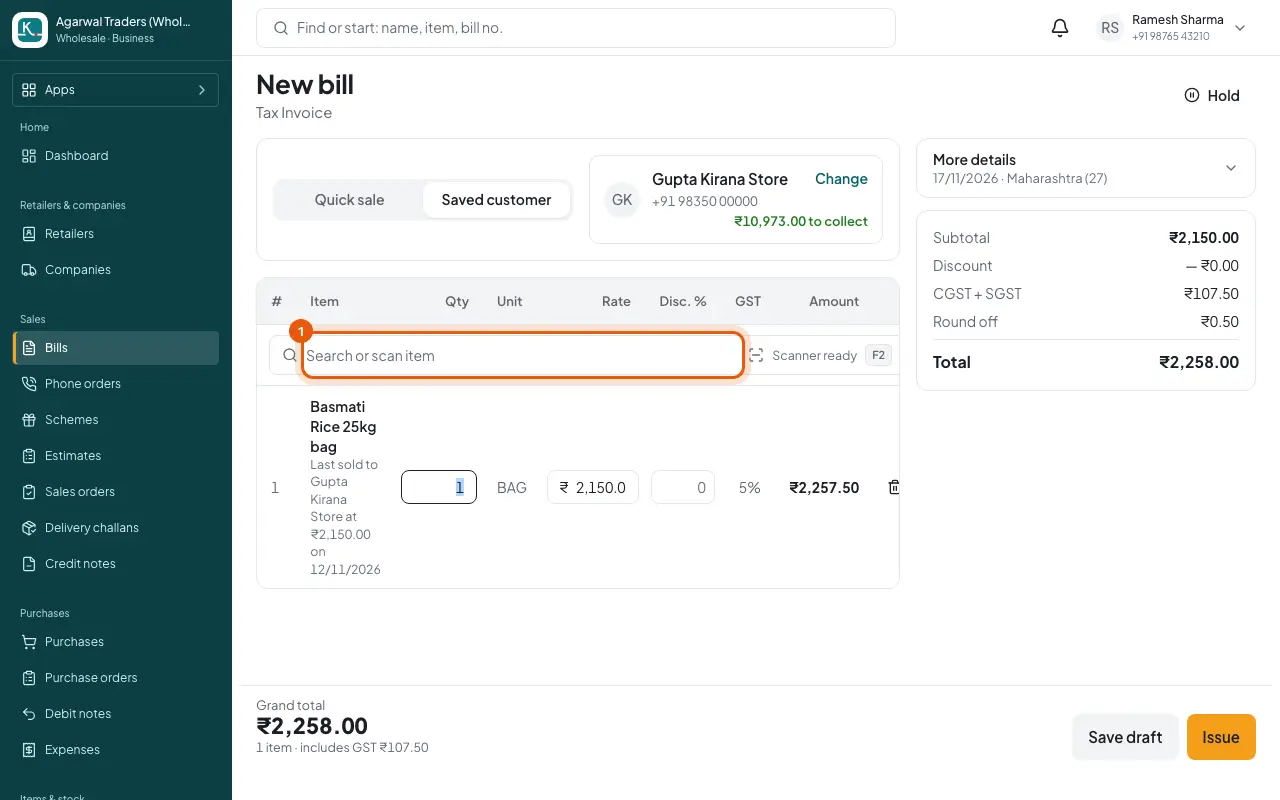 Agarwal Traders (Whol...
Wholesale · Business
Apps
Home
Dashboard
Retailers & companies
Retailers
Companies
Sales
Bills
Phone orders
Schemes
Estimates
Sales orders
Delivery challans
Credit notes
Purchases
Purchases
Purchase orders
Debit notes
Expenses
Items & stock
Find or start: name, item, bill no.
RS
Ramesh Sharma
+91 98765 43210
New bill
Tax Invoice
Hold
Quick sale
Saved customer
GK
Gupta Kirana Store
Change
+91 98350 00000
₹10,973.00 to collect
# Item Qty Unit Rate Disc. % GST Amount
1
Search or scan item
Scanner ready F2
1
Basmati
Rice 25kg
bag
Last sold to
Gupta
Kirana
Store at
₹2,150.00
on
12/11/2026
1 BAG ₹ 2,150.0 0 5% ₹2,257.50
More details
17/11/2026 · Maharashtra (27)
Subtotal ₹2,150.00
Discount — ₹0.00
CGST + SGST ₹107.50
Round off ₹0.50
Total ₹2,258.00
Grand total
₹2,258.00
1 item · includes GST ₹107.50
Save draft
Issue